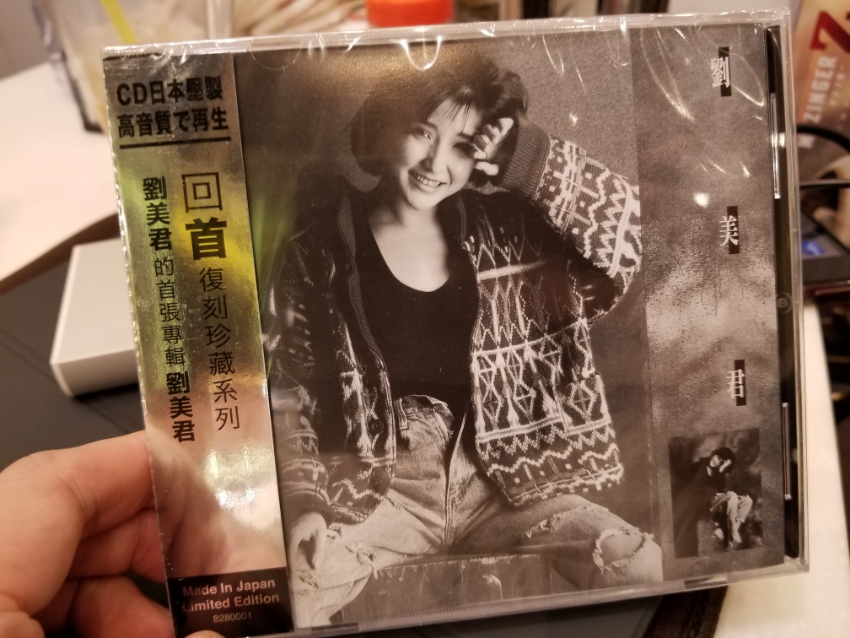 CD日本壓製
高音質で再生
回首復刻珍藏系列
劉美君的首張專輯劉美君
Made In Japan
Limited Edition
8280001
劉美君
ZINGER